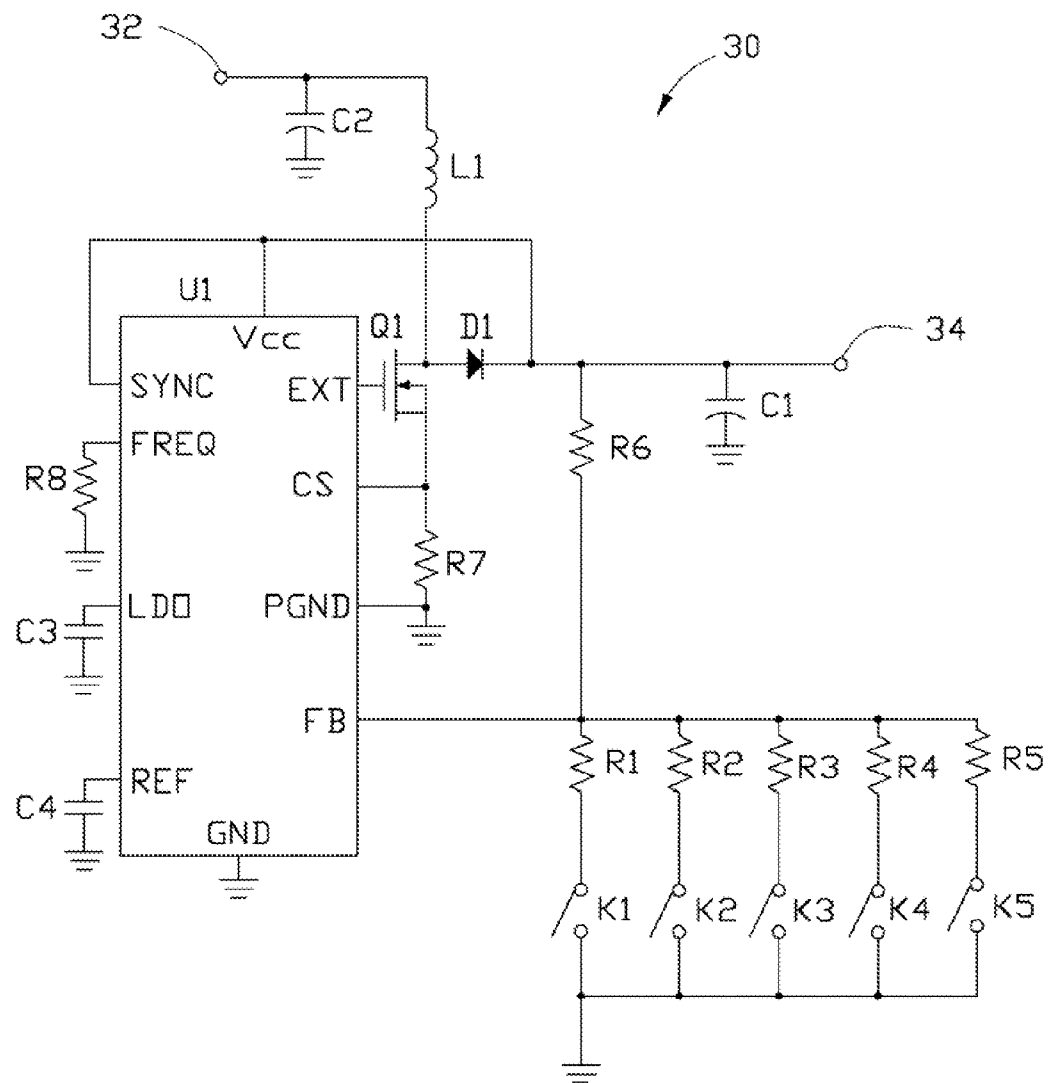 32
30
C2
L1
U1
Vcc
Q1
D1
34
SYNC
EXT
C1
FREQ
R6
R8
CS
R7
LDO
PGND
C3
FB
R1
R2
R3
R4
R5
REF
C4
GND
K1
K2
K3
K4
K5